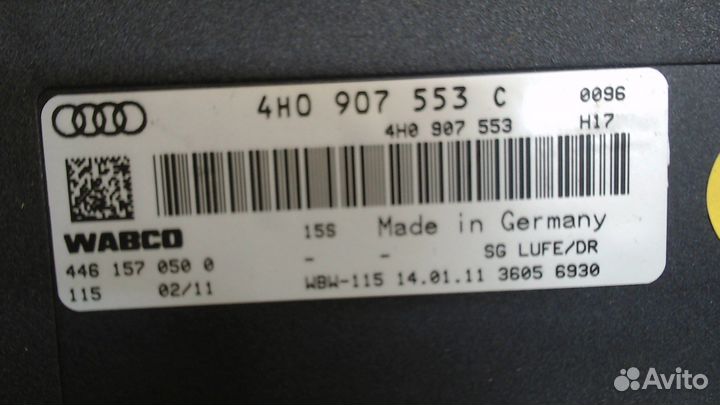 4H0 907 553 C 0096
4H0 907 553 H17
WABCO 15S Made in Germany
446 157 050 0 - - SG LUFE/DR
115 02/11 WBW-115 14.01.11 3605 6930
Avito